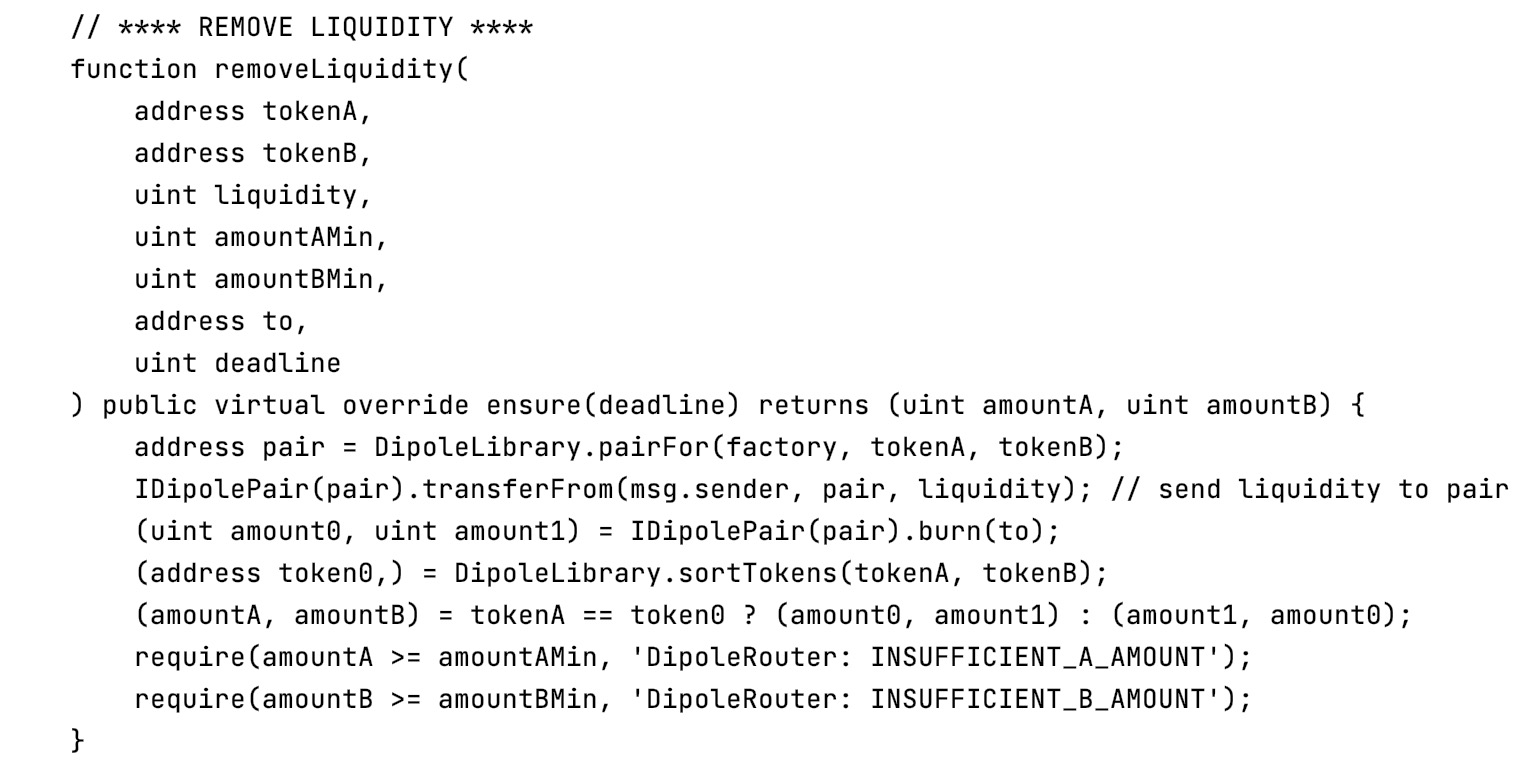 // **** REMOVE LIQUIDITY ****
function removeLiquidity(
    address tokenA,
    address tokenB,
    uint liquidity,
    uint amountAMin,
    uint amountBMin,
    address to,
    uint deadline
) public virtual override ensure(deadline) returns (uint amountA, uint amountB) {
    address pair = DipoleLibrary.pairFor(factory, tokenA, tokenB);
    IDipolePair(pair).transferFrom(msg.sender, pair, liquidity); // send liquidity to pair
    (uint amount0, uint amount1) = IDipolePair(pair).burn(to);
    (address token0,) = DipoleLibrary.sortTokens(tokenA, tokenB);
    (amountA, amountB) = tokenA == token0 ? (amount0, amount1) : (amount1, amount0);
    require(amountA >= amountAMin, 'DipoleRouter: INSUFFICIENT_A_AMOUNT');
    require(amountB >= amountBMin, 'DipoleRouter: INSUFFICIENT_B_AMOUNT');
}